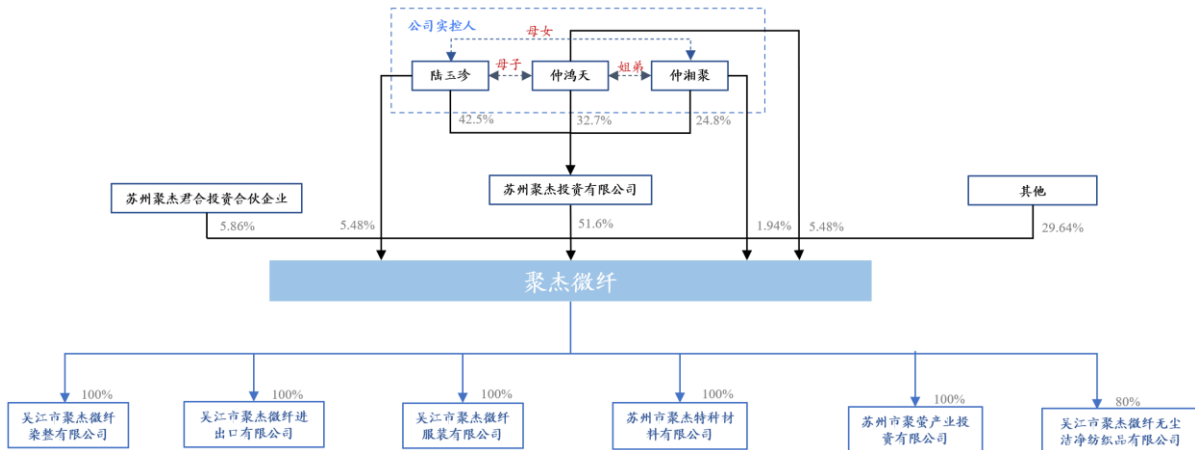 公司实控人
母女
陆玉珍
母子
仲鸿天
姐弟
仲湘聚
42.5%
32.7%
24.8%
苏州聚杰君合投资合伙企业
苏州聚杰投资有限公司
其他
5.86%
5.48%
51.6%
1.94%
5.48%
29.64%
聚杰微纤
100%
100%
100%
100%
100%
80%
吴江市聚杰微纤
染整有限公司
吴江市聚杰微纤进
出口有限公司
吴江市聚杰微纤
服装有限公司
苏州市聚杰特种材
料有限公司
苏州市聚萤产业投
资有限公司
吴江市聚杰微纤无尘
洁净纺织品有限公司